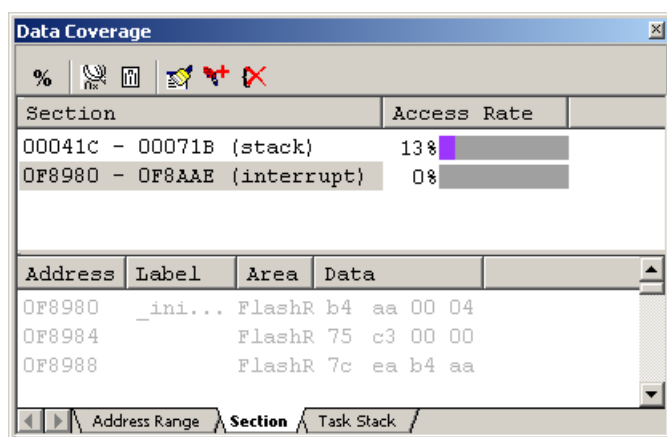 Data Coverage
%
Section Access Rate
00041C - 00071B (stack) 13%
0F8980 - 0F8AAE (interrupt) 0%
Address Label Area Data
0F8980 _ini... FlashR b4 aa 00 04
0F8984 FlashR 75 c3 00 00
0F8988 FlashR 7c ea b4 aa
Address Range Section Task Stack